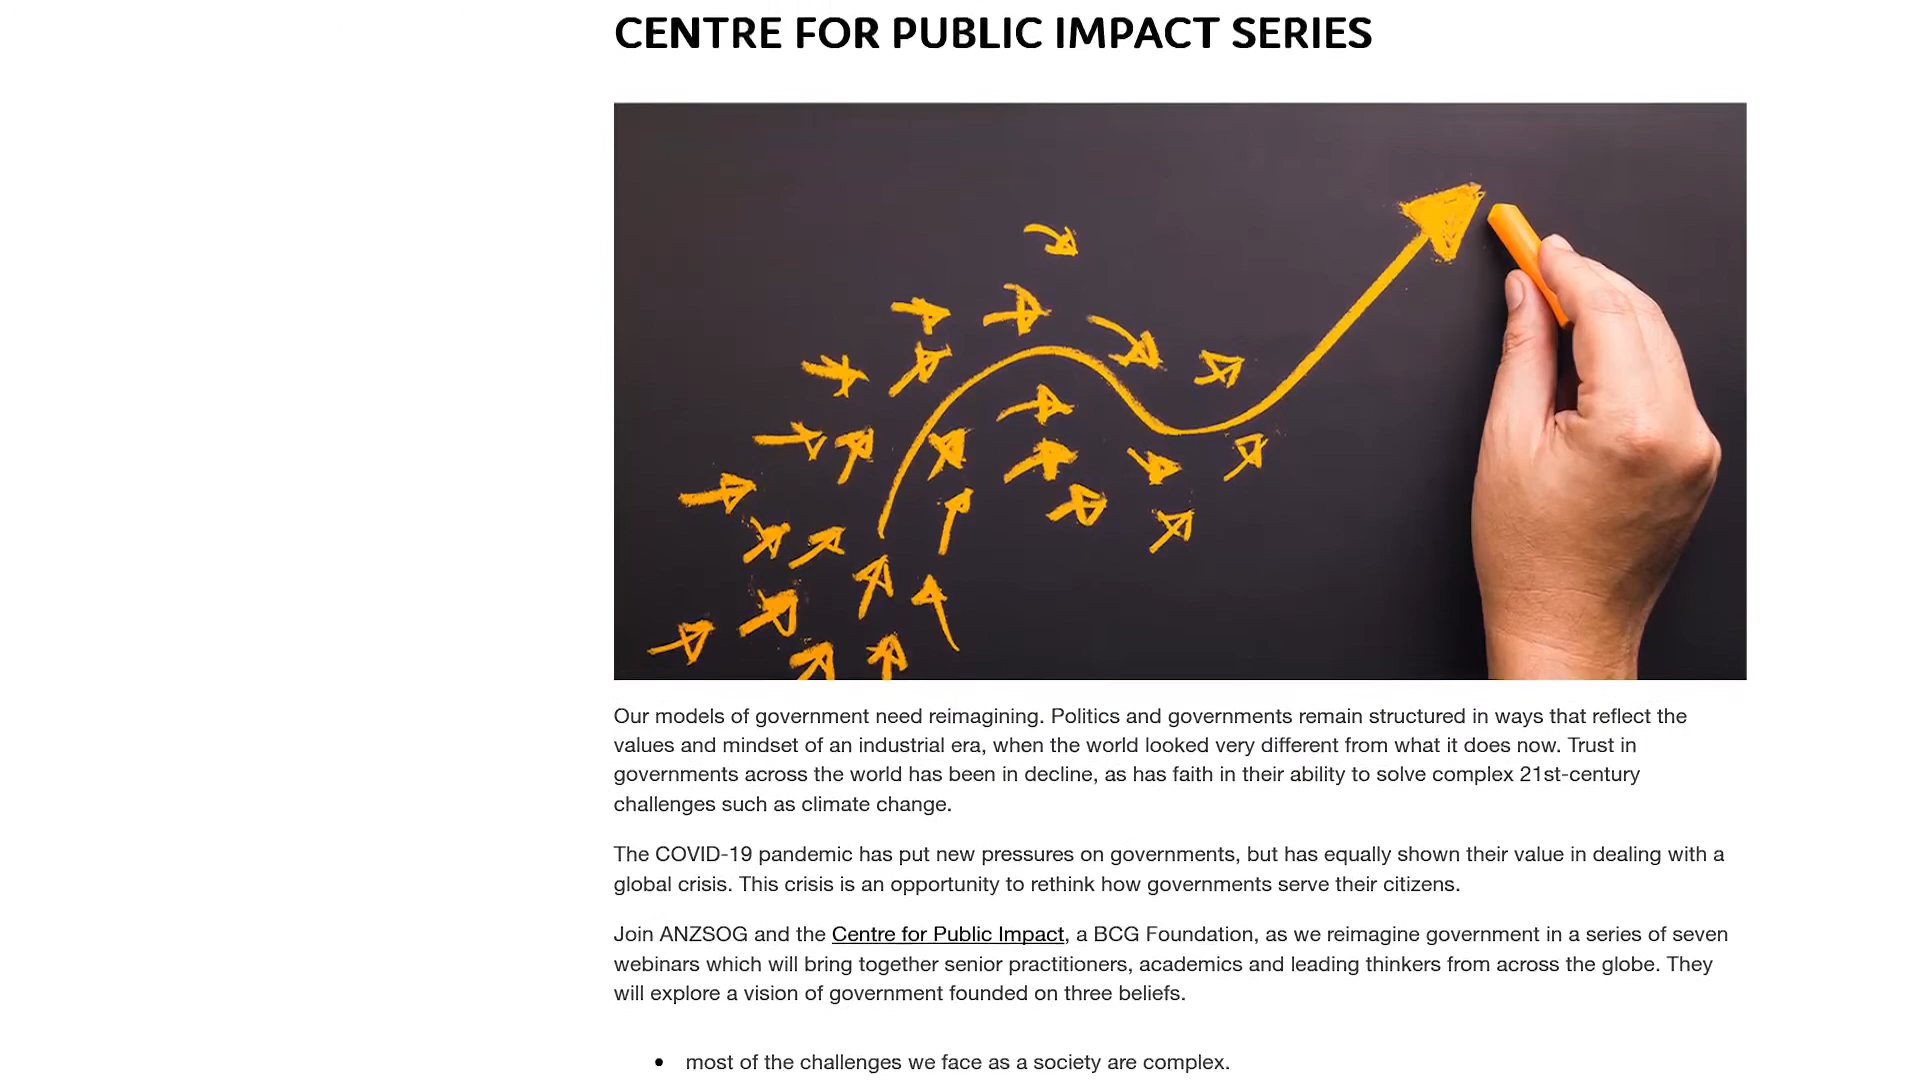 CENTRE FOR PUBLIC IMPACT SERIES
Our models of government need reimagining. Politics and governments remain structured in ways that reflect the
values and mindset of an industrial era, when the world looked very different from what it does now. Trust in
governments across the world has been in decline, as has faith in their ability to solve complex 21st-century
challenges such as climate change.
The COVID-19 pandemic has put new pressures on governments, but has equally shown their value in dealing with a
global crisis. This crisis is an opportunity to rethink how governments serve their citizens.
Join ANZSOG and the Centre for Public Impact, a BCG Foundation, as we reimagine government in a series of seven
webinars which will bring together senior practitioners, academics and leading thinkers from across the globe. They
will explore a vision of government founded on three beliefs.
• most of the challenges we face as a society are complex.